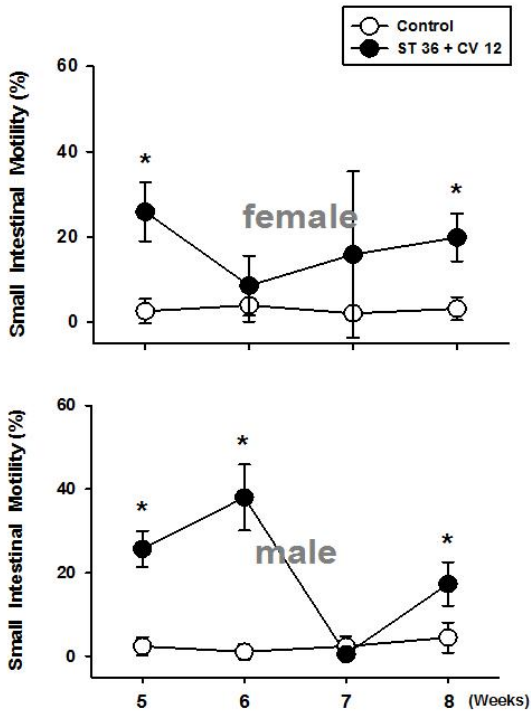 Control
ST 36 + CV 12
Small Intestinal Motility (%)
60
40
20
0
*
*
female
Small Intestinal Motility (%)
60
40
20
0
*
*
*
male
5 6 7 8 (Weeks)